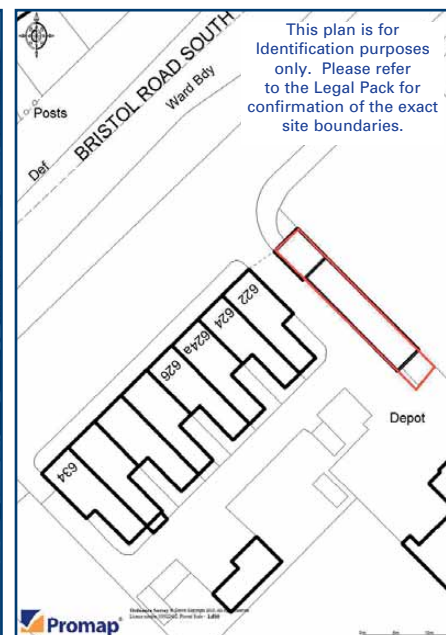 This plan is for
Identification purposes
only. Please refer
to the Legal Pack for
confirmation of the exact
site boundaries.
BRISTOL ROAD SOUTH
Ward Bdy
Posts
Def
622
624
624a
626
634
Depot
Promap